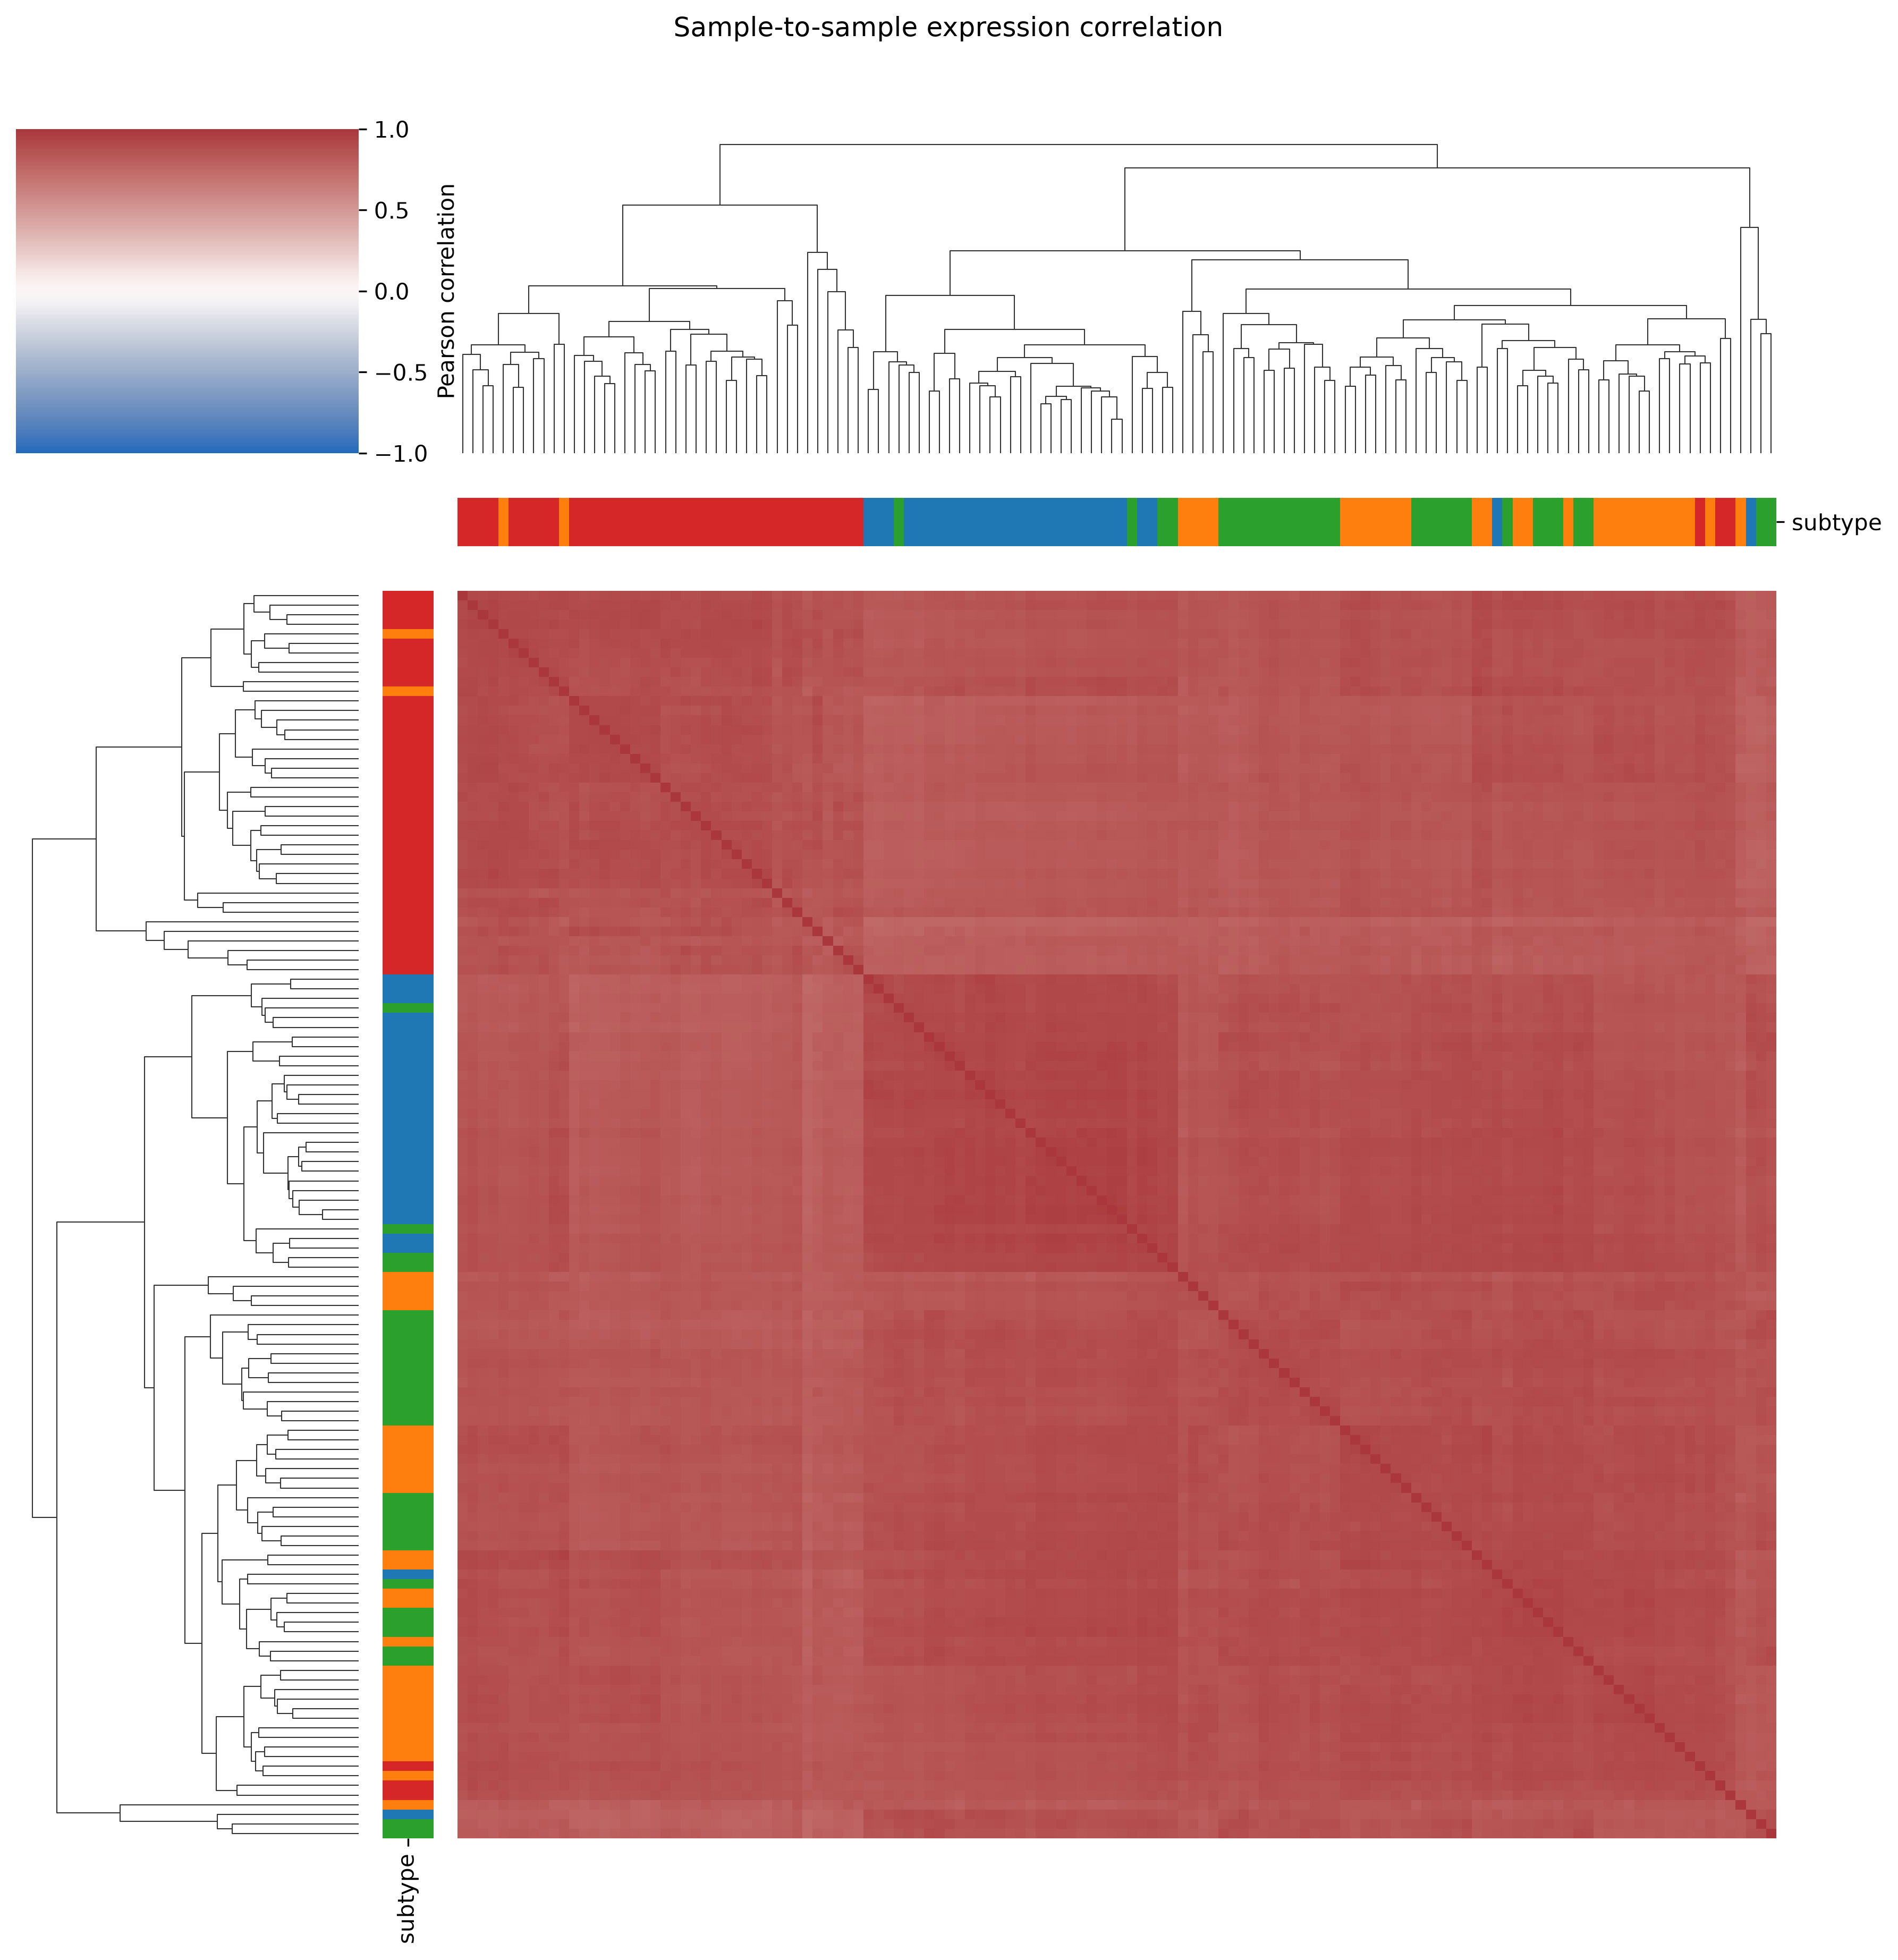 Sample-to-sample expression correlation
1.0
0.5
0.0
−0.5
−1.0
Pearson correlation
subtype
subtype